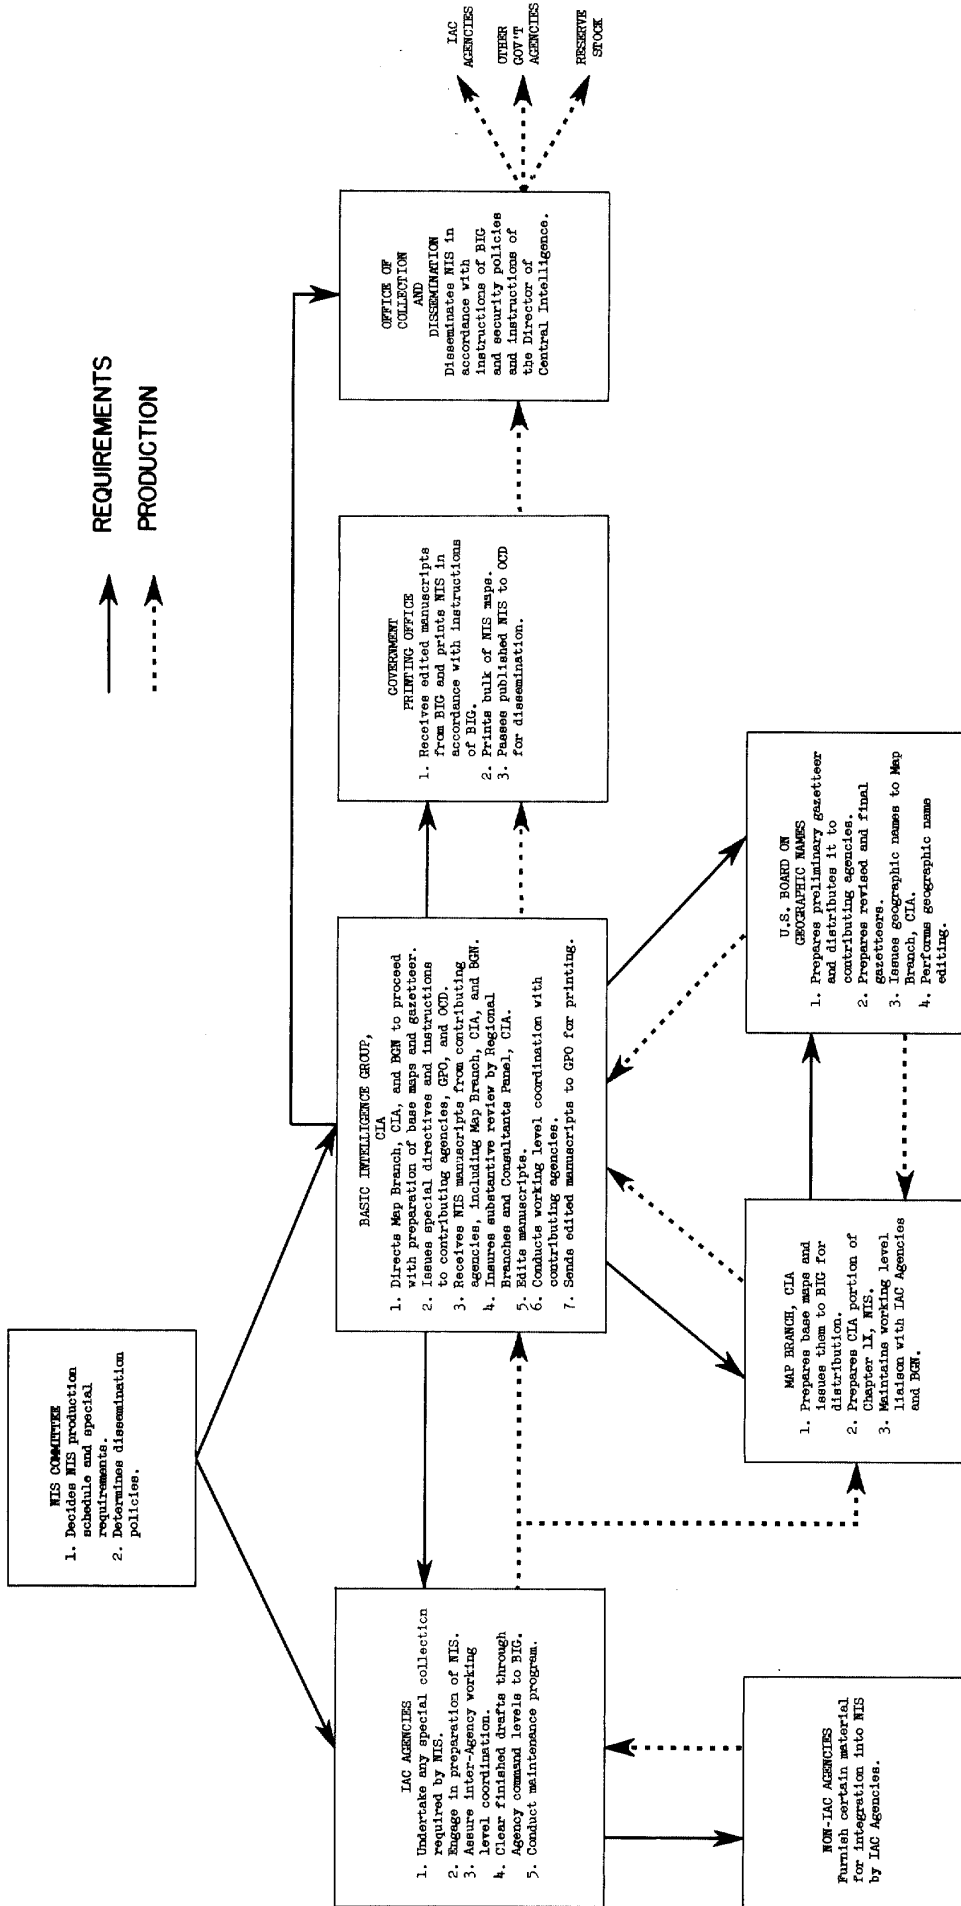 REQUIREMENTS
PRODUCTION
NIS COMMITTEE
1. Decides NIS production
schedule and special
requirements.
2. Determines dissemination
policies.
IAC AGENCIES
1. Undertake any special collection
required by NIS.
2. Engage in preparation of NIS.
3. Assure inter-Agency working
level coordination.
4. Clear finished drafts through
Agency command levels to BIG.
5. Conduct maintenance program.
NON-IAC AGENCIES
Furnish certain material
for integration into NIS
by IAC Agencies.
BASIC INTELLIGENCE GROUP,
CIA
1. Directs Map Branch, CIA, and BGN to proceed
with preparation of base maps and gazetteer.
2. Issues special directives and instructions
to contributing agencies, GPO, and OCD.
3. Receives NIS manuscripts from contributing
agencies, including Map Branch, CIA, and BGN.
4. Insures substantive review by Regional
Branches and Consultants Panel, CIA.
5. Edits manuscripts.
6. Conducts working level coordination with
contributing agencies.
7. Sends edited manuscripts to GPO for printing.
MAP BRANCH, CIA
1. Prepares base maps and
issues them to BIG for
distribution.
2. Prepares CIA portion of
Chapter IX, NIS.
3. Maintains working level
liaison with IAC Agencies
and BGN.
U.S. BOARD ON
GEOGRAPHIC NAMES
1. Prepares preliminary gazetteer
and distributes it to
contributing agencies.
2. Prepares revised and final
gazetteers.
3. Issues geographic names to Map
Branch, CIA.
4. Performs geographic name
editing.
GOVERNMENT
PRINTING OFFICE
1. Receives edited manuscripts
from BIG and prints NIS in
accordance with instructions
of BIG.
2. Prints bulk of NIS maps.
3. Passes published NIS to OCD
for dissemination.
OFFICE OF
COLLECTION
AND
DISSEMINATION
Disseminates NIS in
accordance with
instructions of BIG
and security policies
and instructions of
the Director of
Central Intelligence.
IAC
AGENCIES
OTHER
GOV'T
AGENCIES
RESERVE
STOCK